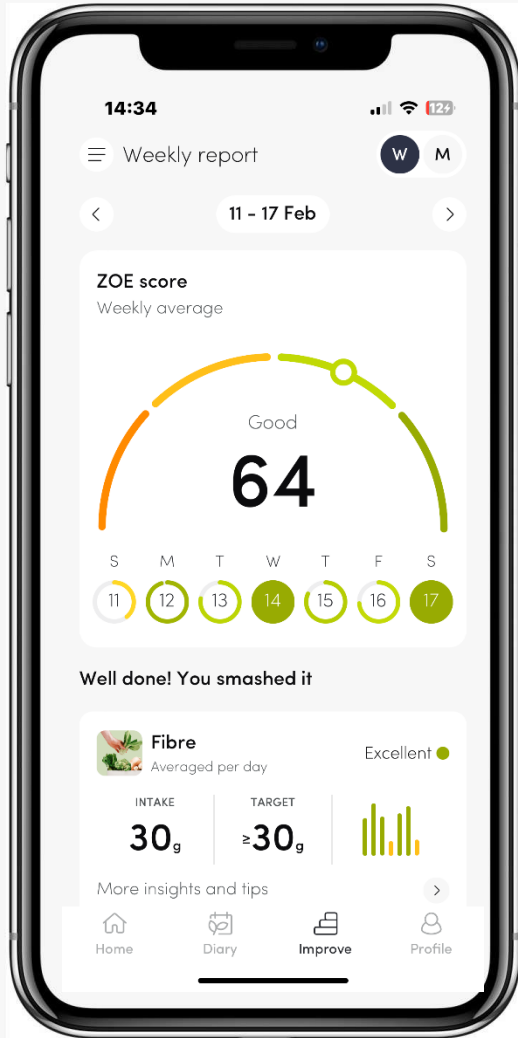 14:34
12
Weekly report
W M
11 - 17 Feb
ZOE score
Weekly average
Good
64
S M T W T F S
11 12 13 14 15 16 17
Well done! You smashed it
Fibre
Averaged per day
Excellent
INTAKE TARGET
30g ≥30g
More insights and tips
Home Diary Improve Profile